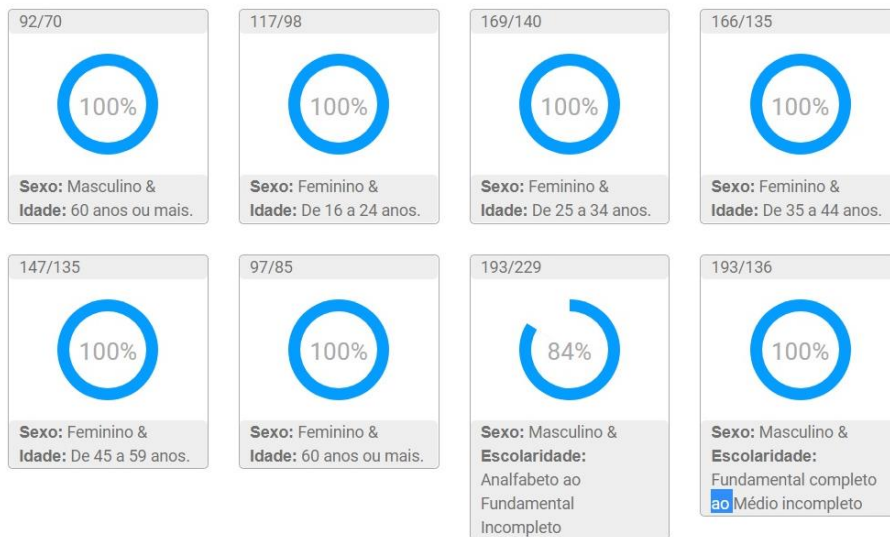 92/70
100%
Sexo: Masculino &
Idade: 60 anos ou mais.
117/98
100%
Sexo: Feminino &
Idade: De 16 a 24 anos.
169/140
100%
Sexo: Feminino &
Idade: De 25 a 34 anos.
166/135
100%
Sexo: Feminino &
Idade: De 35 a 44 anos.
147/135
100%
Sexo: Feminino &
Idade: De 45 a 59 anos.
97/85
100%
Sexo: Feminino &
Idade: 60 anos ou mais.
193/229
84%
Sexo: Masculino &
Escolaridade:
Analfabeto ao
Fundamental
Incompleto
193/136
100%
Sexo: Masculino &
Escolaridade:
Fundamental completo
ao Médio incompleto